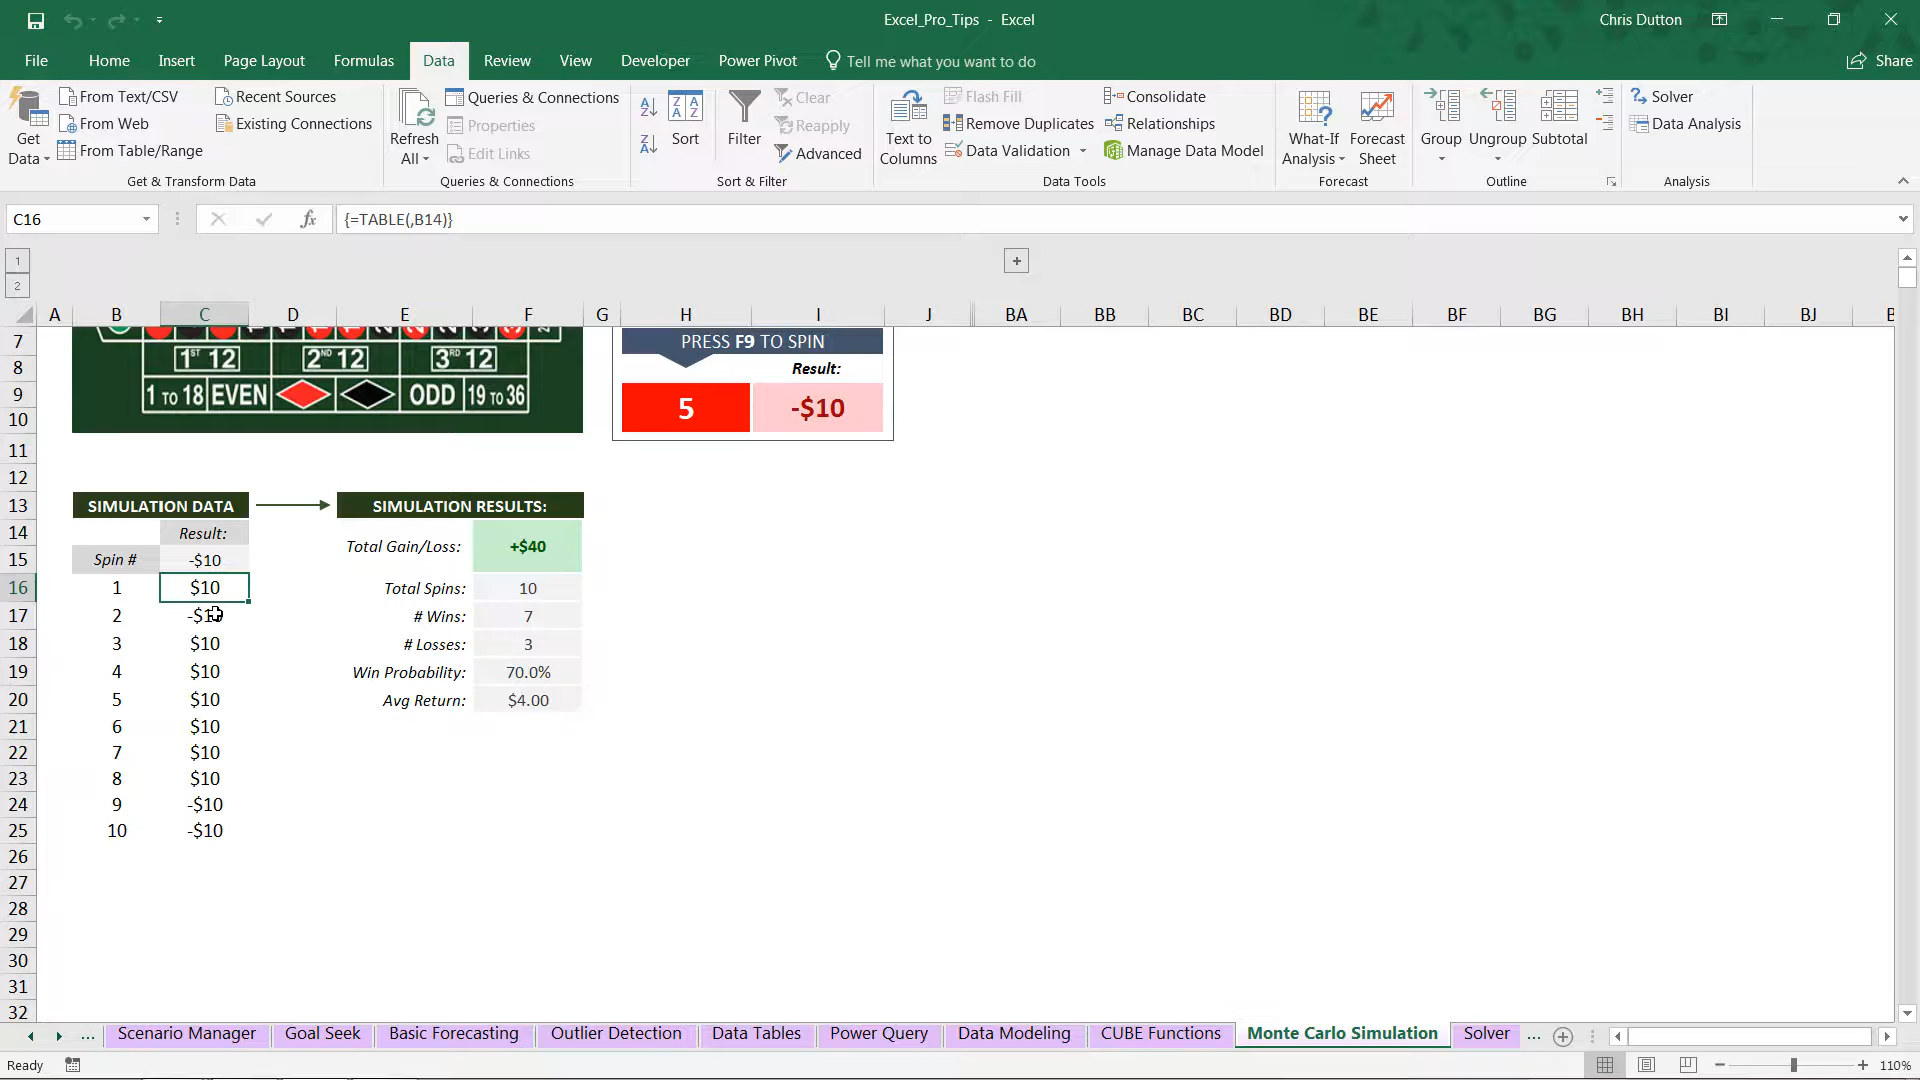 Excel_Pro_Tips - Excel
Chris Dutton
File Home Insert Page Layout Formulas Data Review View Developer Power Pivot Tell me what you want to do Share
Get Data
From Text/CSV
From Web
From Table/Range
Recent Sources
Existing Connections
Get & Transform Data
Refresh All
Queries & Connections
Properties
Edit Links
Queries & Connections
Sort
Filter
Clear
Reapply
Advanced
Sort & Filter
Text to Columns
Flash Fill
Remove Duplicates
Data Validation
Consolidate
Relationships
Manage Data Model
Data Tools
What-If Analysis
Forecast Sheet
Forecast
Group
Ungroup
Subtotal
Outline
Solver
Data Analysis
Analysis
C16 fx {=TABLE(,B14)}
1
2
A B C D E F G H I J BA BB BC BD BE BF BG BH BI BJ
7 PRESS F9 TO SPIN
8 1ST 12 2ND 12 3RD 12 Result:
9 1 TO 18 EVEN ODD 19 TO 36 5 -$10
10
11
12
13 SIMULATION DATA SIMULATION RESULTS:
14 Result: Total Gain/Loss: +$40
15 Spin # -$10
16 1 $10 Total Spins: 10
17 2 # Wins: 7
18 3 $10 # Losses: 3
19 4 $10 Win Probability: 70.0%
20 5 $10 Avg Return: $4.00
21 6 $10
22 7 $10
23 8 $10
24 9 -$10
25 10 -$10
26
27
28
29
30
31
32
... Scenario Manager Goal Seek Basic Forecasting Outlier Detection Data Tables Power Query Data Modeling CUBE Functions Monte Carlo Simulation Solver ...
Ready 110%